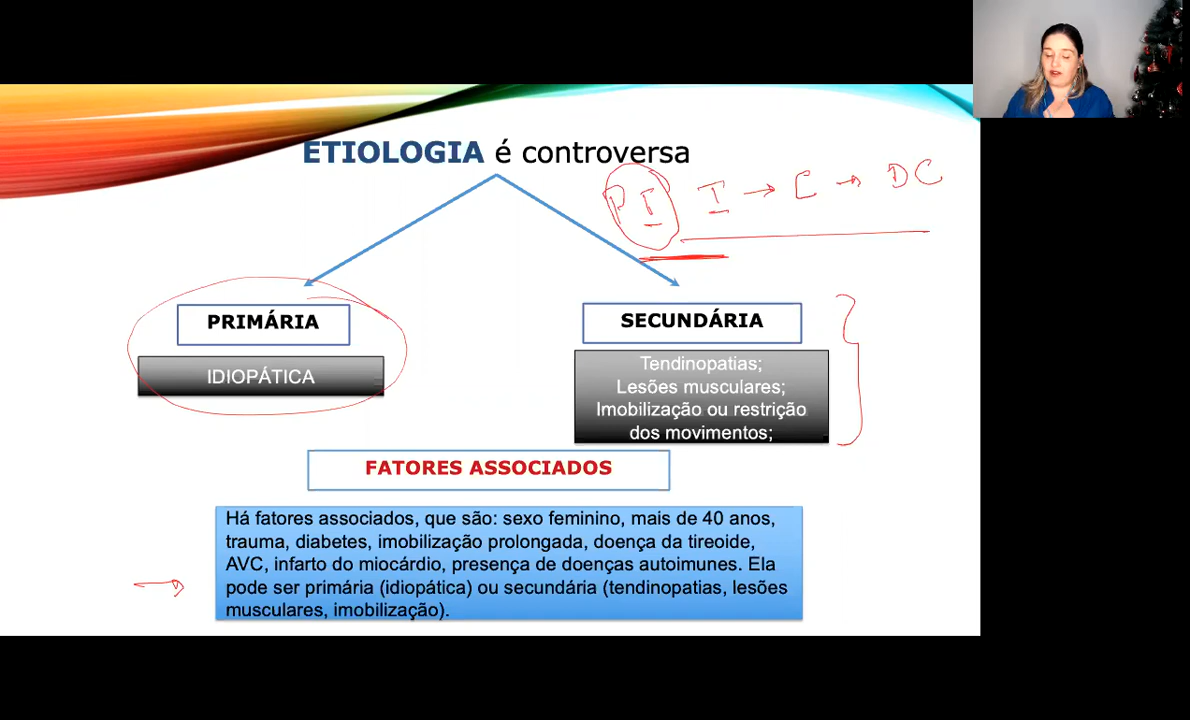 ETIOLOGIA é controversa
PI I → C → DC
PRIMÁRIA
IDIOPÁTICA
SECUNDÁRIA
Tendinopatias;
Lesões musculares;
Imobilização ou restrição
dos movimentos;
FATORES ASSOCIADOS
Há fatores associados, que são: sexo feminino, mais de 40 anos,
trauma, diabetes, imobilização prolongada, doença da tireoide,
AVC, infarto do miocárdio, presença de doenças autoimunes. Ela
pode ser primária (idiopática) ou secundária (tendinopatias, lesões
musculares, imobilização).